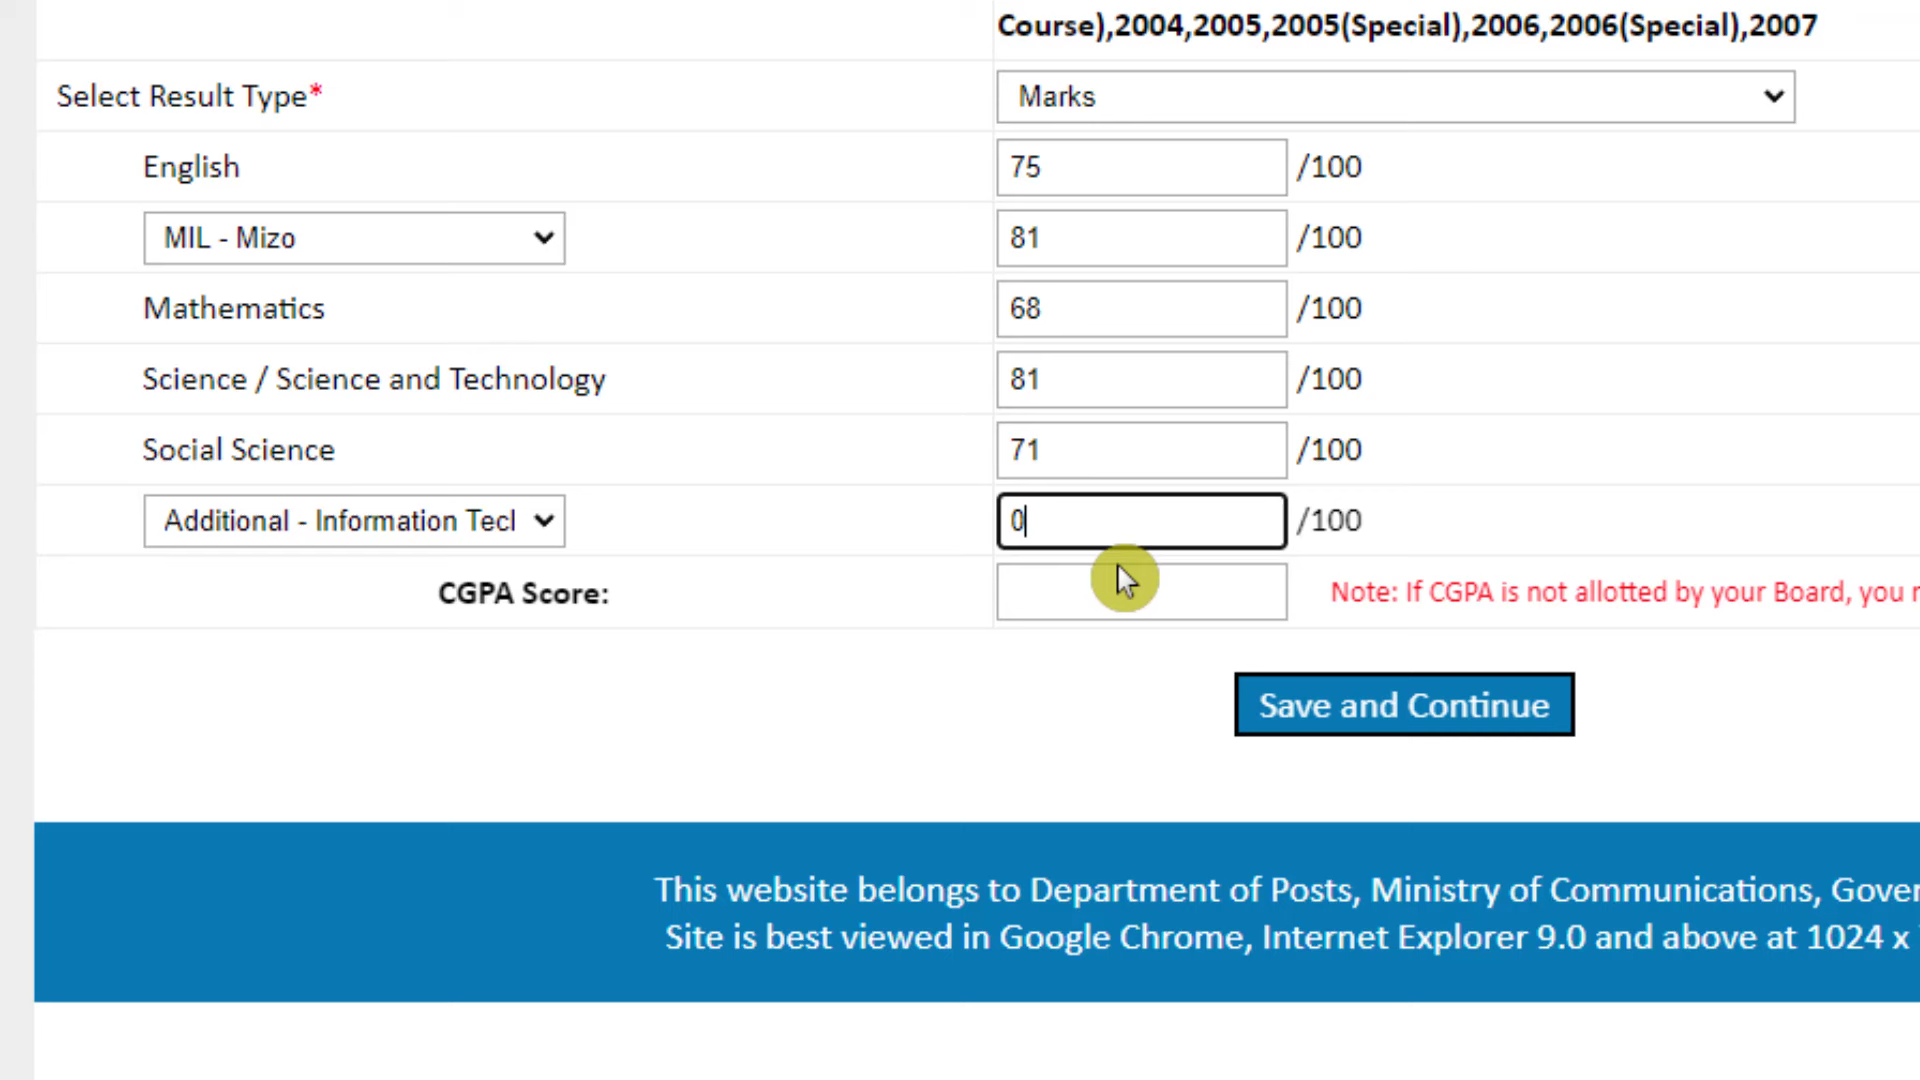 Course),2004,2005,2005(Special),2006,2006(Special),2007
Select Result Type* Marks
English 75 /100
MIL - Mizo 81 /100
Mathematics 68 /100
Science / Science and Technology 81 /100
Social Science 71 /100
Additional - Information Tecl 0 /100
CGPA Score: Note: If CGPA is not allotted by your Board, you
Save and Continue
This website belongs to Department of Posts, Ministry of Communications, Gover
Site is best viewed in Google Chrome, Internet Explorer 9.0 and above at 1024 x